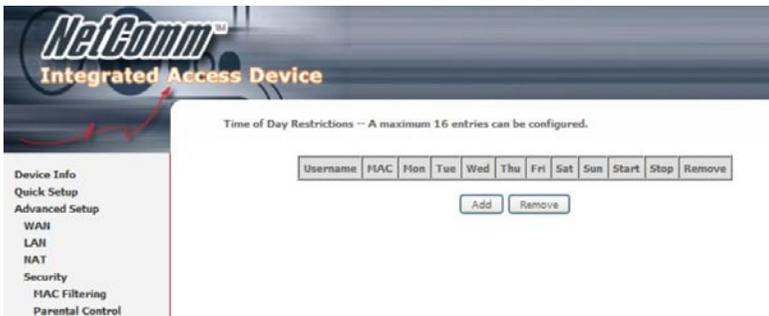 NetComm™
Integrated Access Device
Time of Day Restrictions -- A maximum 16 entries can be configured.
Username MAC Mon Tue Wed Thu Fri Sat Sun Start Stop Remove
Add Remove
Device Info
Quick Setup
Advanced Setup
WAN
LAN
NAT
Security
MAC Filtering
Parental Control